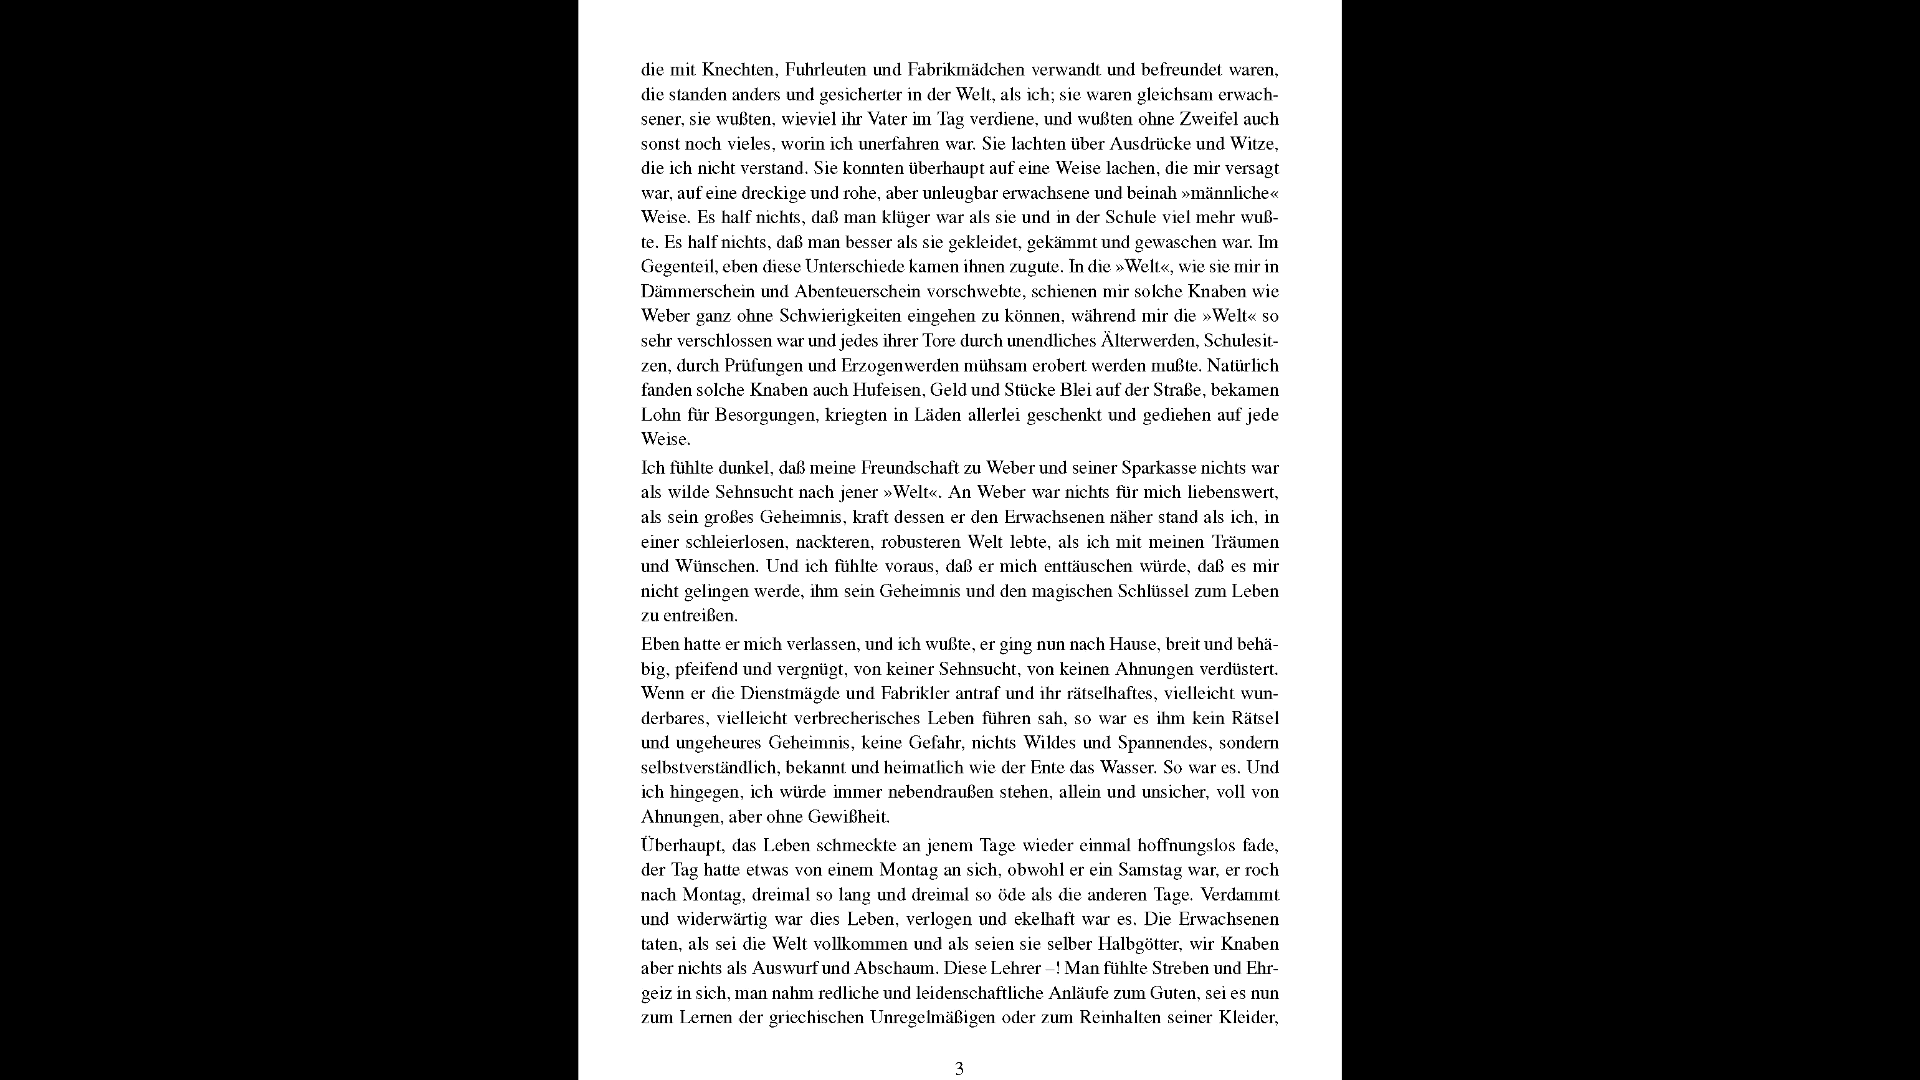 die mit Knechten, Fuhrleuten und Fabrikmädchen verwandt und befreundet waren,
die standen anders und gesicherter in der Welt, als ich; sie waren gleichsam erwach-
sener, sie wußten, wieviel ihr Vater im Tag verdiene, und wußten ohne Zweifel auch
sonst noch vieles, worin ich unerfahren war. Sie lachten über Ausdrücke und Witze,
die ich nicht verstand. Sie konnten überhaupt auf eine Weise lachen, die mir versagt
war, auf eine dreckige und rohe, aber unleugbar erwachsene und beinah »männliche«
Weise. Es half nichts, daß man klüger war als sie und in der Schule viel mehr wuß-
te. Es half nichts, daß man besser als sie gekleidet, gekämmt und gewaschen war. Im
Gegenteil, eben diese Unterschiede kamen ihnen zugute. In die »Welt«, wie sie mir in
Dämmerschein und Abenteuerschein vorschwebte, schienen mir solche Knaben wie
Weber ganz ohne Schwierigkeiten eingehen zu können, während mir die »Welt« so
sehr verschlossen war und jedes ihrer Tore durch unendliches Älterwerden, Schulesit-
zen, durch Prüfungen und Erzogenwerden mühsam erobert werden mußte. Natürlich
fanden solche Knaben auch Hufeisen, Geld und Stücke Blei auf der Straße, bekamen
Lohn für Besorgungen, kriegten in Läden allerlei geschenkt und gediehen auf jede
Weise.
Ich fühlte dunkel, daß meine Freundschaft zu Weber und seiner Sparkasse nichts war
als wilde Sehnsucht nach jener »Welt«. An Weber war nichts für mich liebenswert,
als sein großes Geheimnis, kraft dessen er den Erwachsenen näher stand als ich, in
einer schleierlosen, nackteren, robusteren Welt lebte, als ich mit meinen Träumen
und Wünschen. Und ich fühlte voraus, daß er mich enttäuschen würde, daß es mir
nicht gelingen werde, ihm sein Geheimnis und den magischen Schlüssel zum Leben
zu entreißen.
Eben hatte er mich verlassen, und ich wußte, er ging nun nach Hause, breit und behä-
big, pfeifend und vergnügt, von keiner Sehnsucht, von keinen Ahnungen verdüstert.
Wenn er die Dienstmägde und Fabrikler antraf und ihr rätselhaftes, vielleicht wun-
derbares, vielleicht verbrecherisches Leben führen sah, so war es ihm kein Rätsel
und ungeheures Geheimnis, keine Gefahr, nichts Wildes und Spannendes, sondern
selbstverständlich, bekannt und heimatlich wie der Ente das Wasser. So war es. Und
ich hingegen, ich würde immer nebendraußen stehen, allein und unsicher, voll von
Ahnungen, aber ohne Gewißheit.
Überhaupt, das Leben schmeckte an jenem Tage wieder einmal hoffnungslos fade,
der Tag hatte etwas von einem Montag an sich, obwohl er ein Samstag war, er roch
nach Montag, dreimal so lang und dreimal so öde als die anderen Tage. Verdammt
und widerwärtig war dies Leben, verlogen und ekelhaft war es. Die Erwachsenen
taten, als sei die Welt vollkommen und als seien sie selber Halbgötter, wir Knaben
aber nichts als Auswurf und Abschaum. Diese Lehrer –! Man fühlte Streben und Ehr-
geiz in sich, man nahm redliche und leidenschaftliche Anläufe zum Guten, sei es nun
zum Lernen der griechischen Unregelmäßigen oder zum Reinhalten seiner Kleider,
3